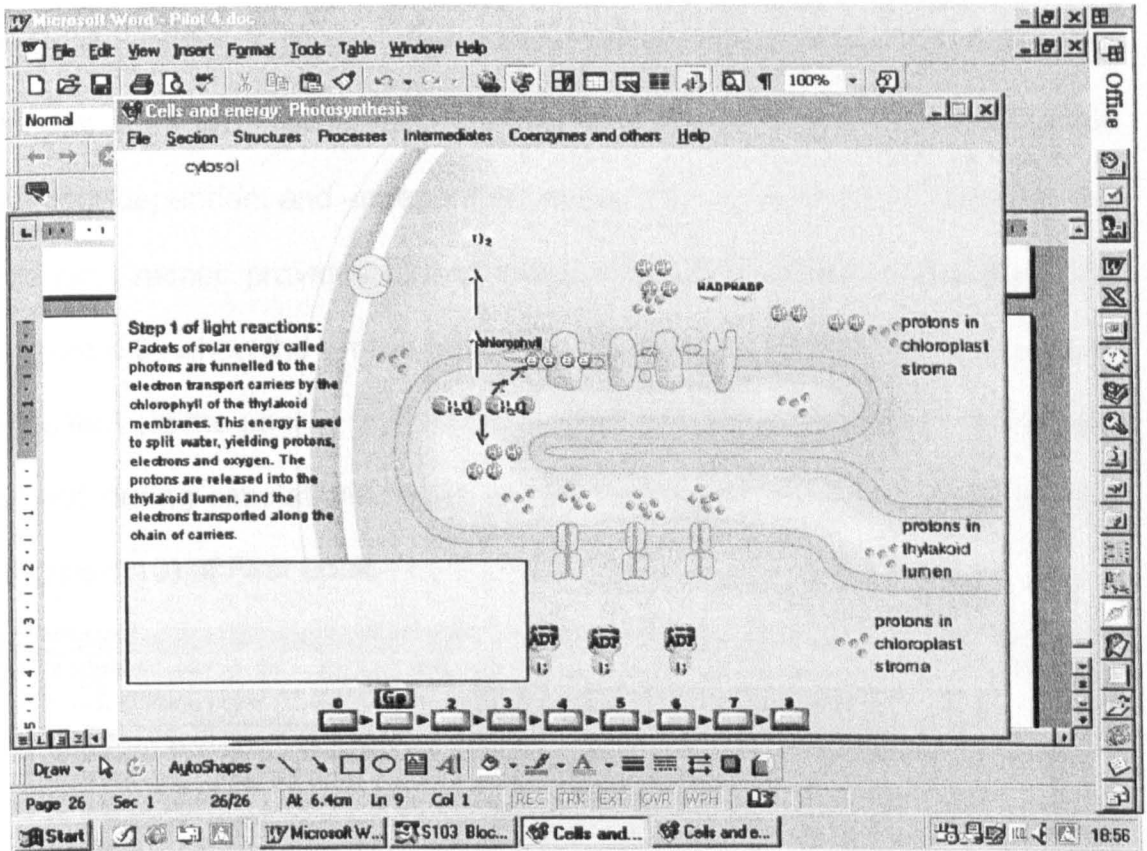 Microsoft Word - Pilot 4.doc
File Edit View Insert Format Tools Table Window Help
100%
Office
Normal
Cells and energy: Photosynthesis
File Section Structures Processes Intermediates Coenzymes and others Help
cytosol
NADPNADP
chlorophyll
protons in
chloroplast
stroma
Step 1 of light reactions:
Packets of solar energy called
photons are funnelled to the
electron transport carriers by the
chlorophyll of the thylakoid
membranes. This energy is used
to split water, yielding protons,
electrons and oxygen. The
protons are released into the
thylakoid lumen, and the
electrons transported along the
chain of carriers.
H2O H2O
protons in
thylakoid
lumen
protons in
chloroplast
stroma
ADP ADP ADP
0 Go 2 3 4 5 6 7 8
Draw AutoShapes
Page 26 Sec 1 26/26 At 6.4cm Ln 9 Col 1 REC TRK EXT OVR WPH
Start Microsoft W... S103 Bloc... Cells and... Cells and e... 18:56